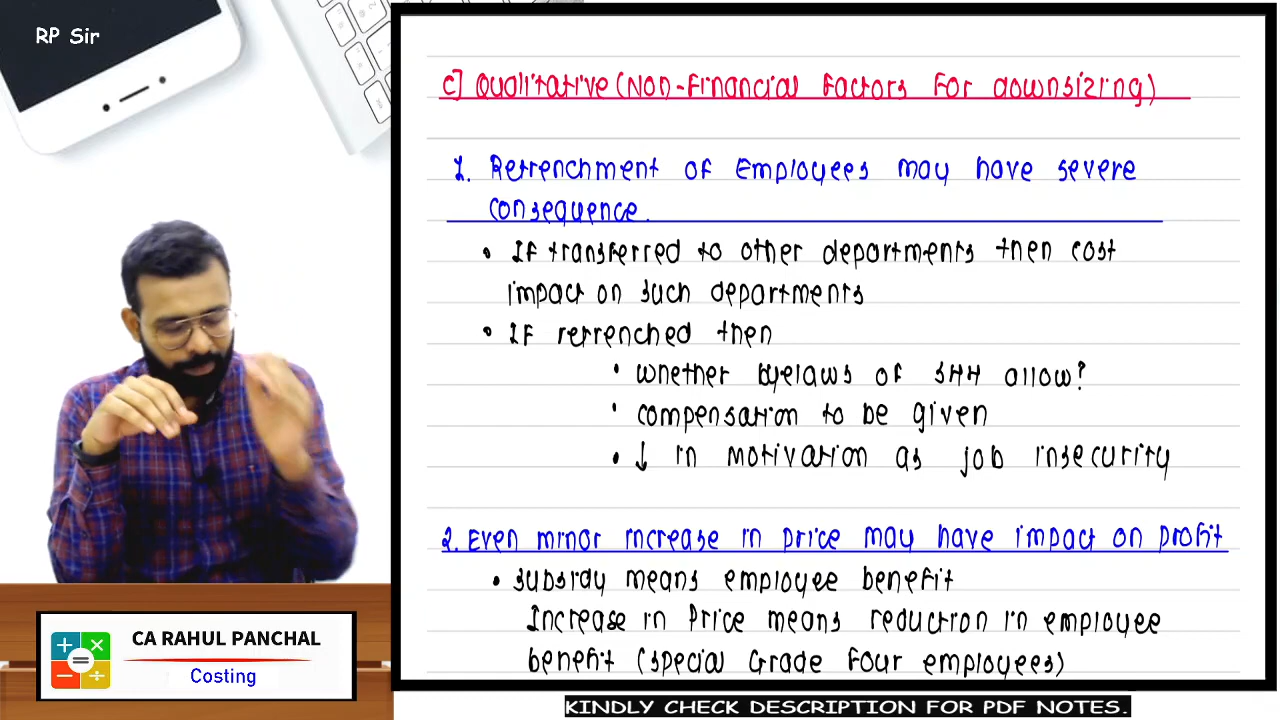 RP Sir
C] Qualitative (Non-Financial Factors For downsizing)
1. Retrenchment of Employees may have severe
consequence.
• If transferred to other departments then cost
impact on such departments
• If retrenched then
• whether byelaws of SHH allow?
• compensation to be given
• ↓ in motivation as job insecurity
2. Even minor increase in price may have impact on profit
• subsidy means employee benefit
Increase in Price means reduction in employee
benefit (special Grade Four employees)
CA RAHUL PANCHAL
Costing
KINDLY CHECK DESCRIPTION FOR PDF NOTES.